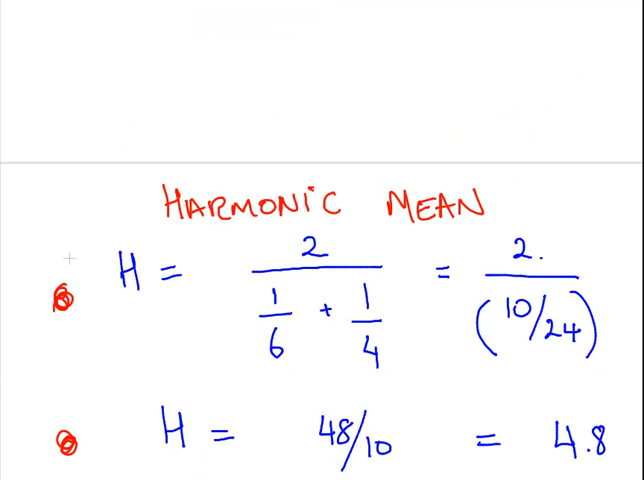 HARMONIC MEAN
H = 2 / (1/6 + 1/4) = 2. / (10/24)
H = 48/10 = 4.8